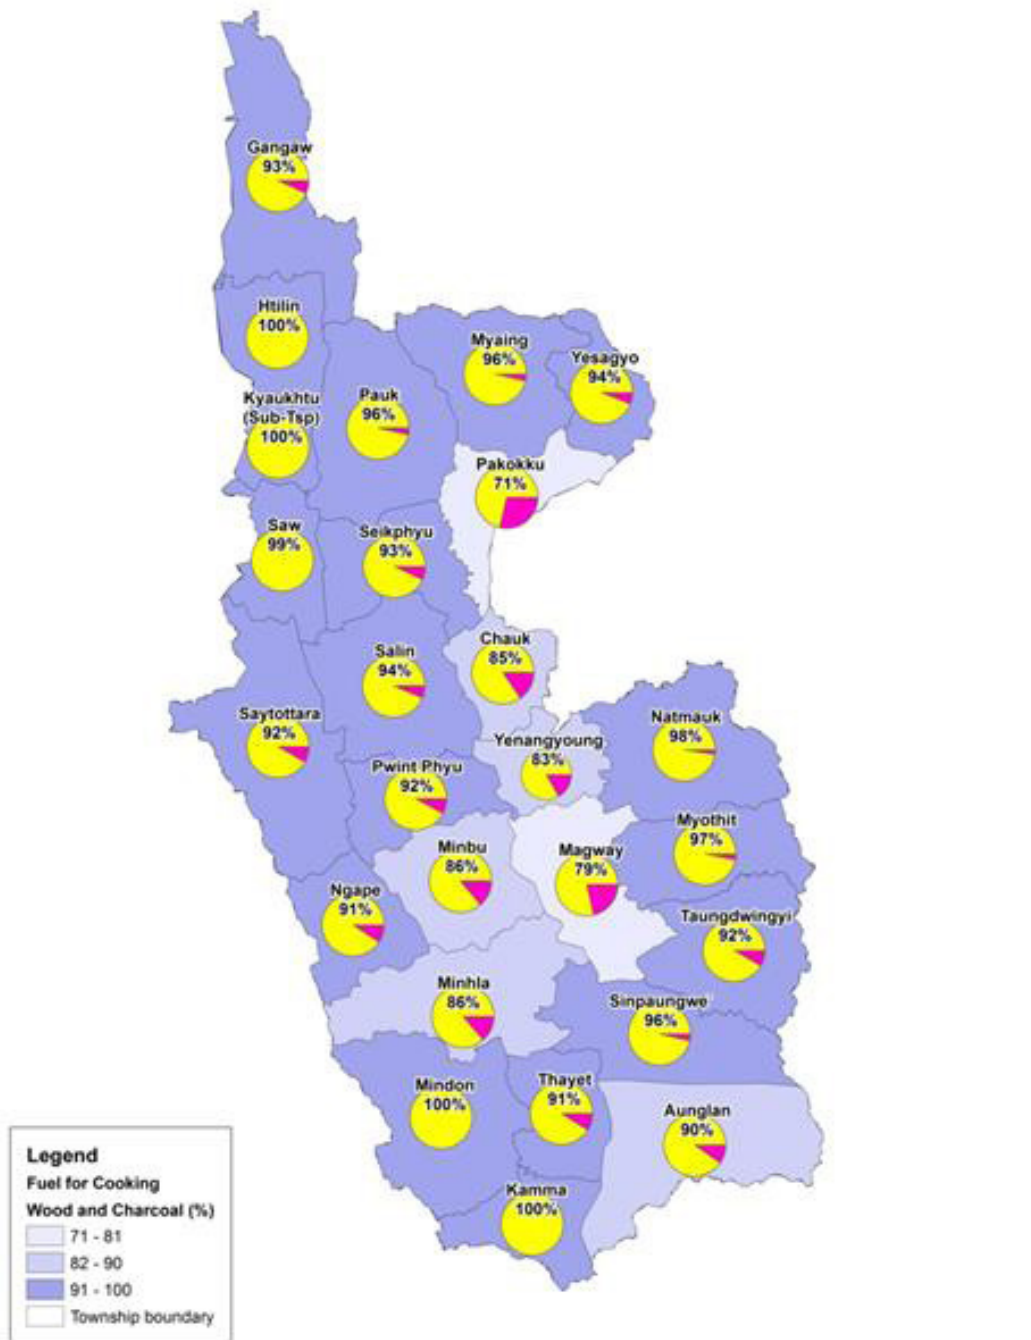 Gangaw
93%
Htilin
100%
Myaing
96%
Yesagyo
94%
Kyaukhtu
(Sub-Tsp)
100%
Pauk
96%
Pakokku
71%
Saw
99%
Seikphyu
93%
Chauk
85%
Salin
94%
Saytottara
92%
Natmauk
98%
Yenangyoung
83%
Pwint Phyu
92%
Myothit
97%
Minbu
86%
Magway
79%
Ngape
91%
Taungdwingyi
92%
Minhla
86%
Sinpaungwe
96%
Mindon
100%
Thayet
91%
Aunglan
90%
Kamma
100%
Legend
Fuel for Cooking
Wood and Charcoal (%)
71 - 81
82 - 90
91 - 100
Township boundary